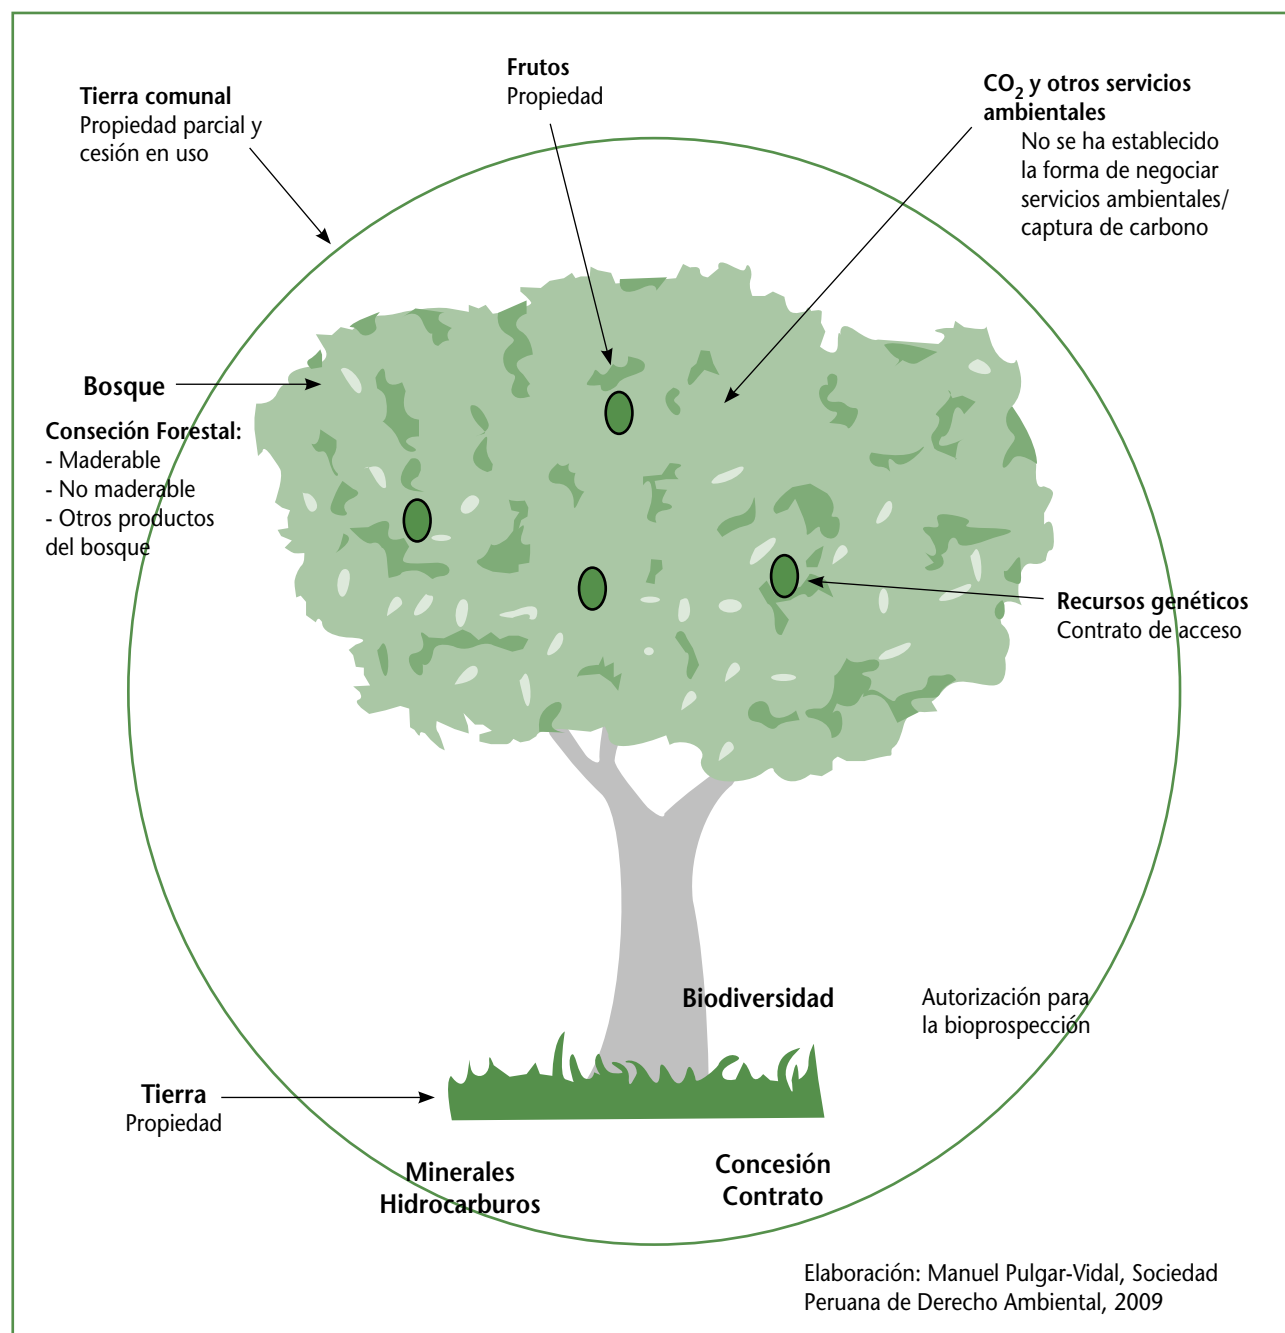 Tierra comunal
Propiedad parcial y
cesión en uso
Frutos
Propiedad
CO₂ y otros servicios
ambientales
No se ha establecido
la forma de negociar
servicios ambientales/
captura de carbono
Bosque
Conseción Forestal:
- Maderable
- No maderable
- Otros productos
del bosque
Recursos genéticos
Contrato de acceso
Biodiversidad
Autorización para
la bioprospección
Tierra
Propiedad
Minerales
Hidrocarburos
Concesión
Contrato
Elaboración: Manuel Pulgar-Vidal, Sociedad
Peruana de Derecho Ambiental, 2009